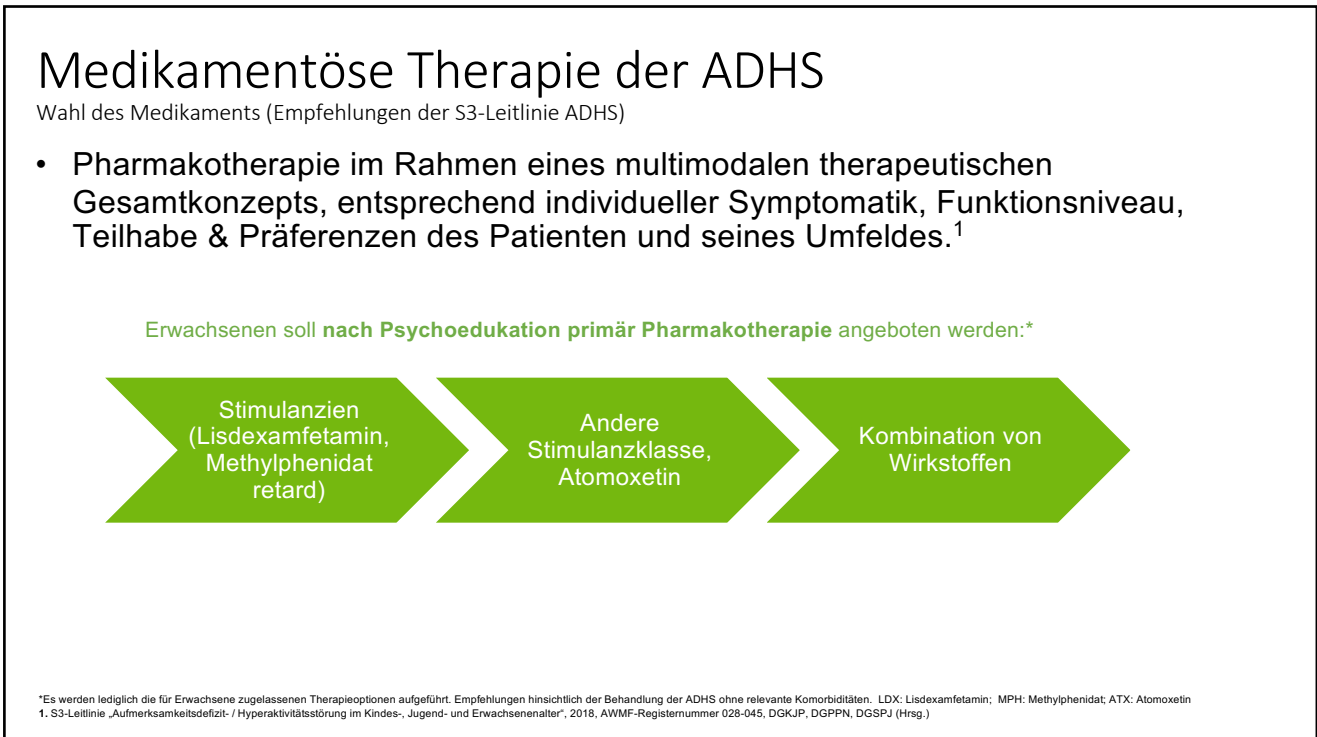 Medikamentöse Therapie der ADHS
Wahl des Medikaments (Empfehlungen der S3-Leitlinie ADHS)
• Pharmakotherapie im Rahmen eines multimodalen therapeutischen
Gesamtkonzepts, entsprechend individueller Symptomatik, Funktionsniveau,
Teilhabe & Präferenzen des Patienten und seines Umfeldes.1
Erwachsenen soll nach Psychoedukation primär Pharmakotherapie angeboten werden:*
Stimulanzien
(Lisdexamfetamin,
Methylphenidat
retard)
Andere
Stimulanzklasse,
Atomoxetin
Kombination von
Wirkstoffen
*Es werden lediglich die für Erwachsene zugelassenen Therapieoptionen aufgeführt. Empfehlungen hinsichtlich der Behandlung der ADHS ohne relevante Komorbiditäten. LDX: Lisdexamfetamin; MPH: Methylphenidat; ATX: Atomoxetin
1. S3-Leitlinie „Aufmerksamkeitsdefizit- / Hyperaktivitätsstörung im Kindes-, Jugend- und Erwachsenenalter“, 2018, AWMF-Registernummer 028-045, DGKJP, DGPPN, DGSPJ (Hrsg.)